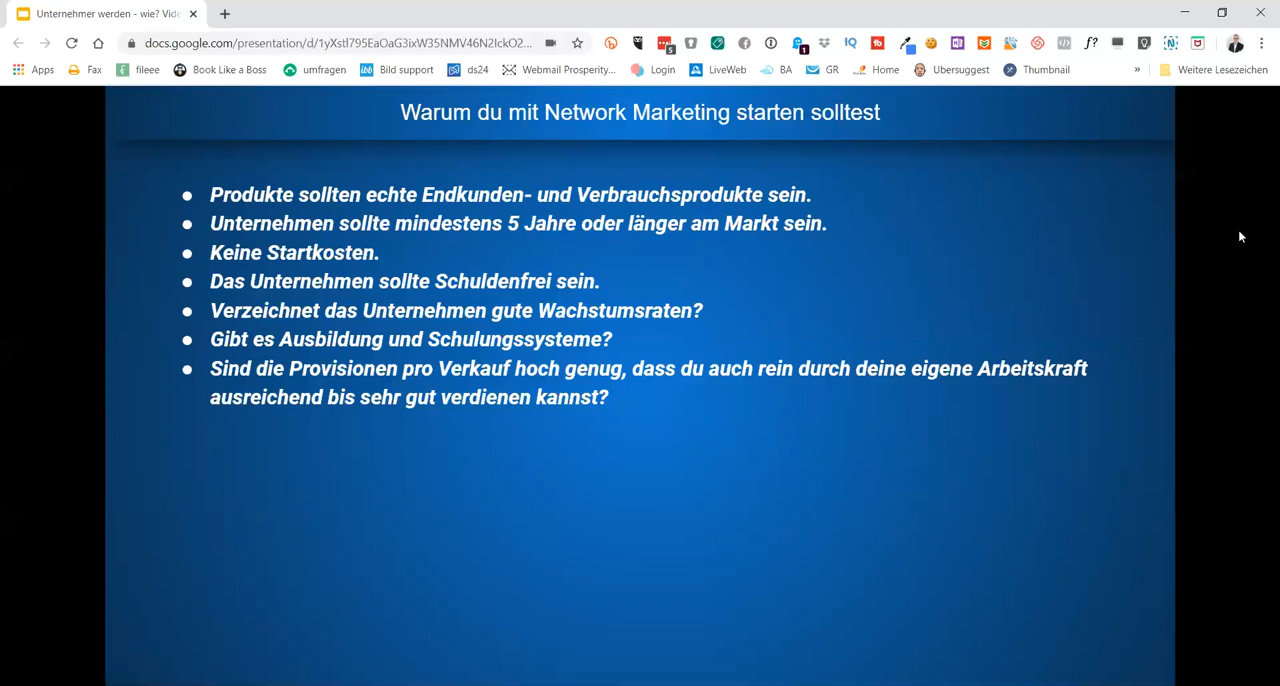 Unternehmer werden - wie? Vide
docs.google.com/presentation/d/1yXstI795EaOaG3ixW35NMV46N2IckO2...
5
1
IQ
f?
Apps
Fax
fileee
Book Like a Boss
umfragen
Bild support
ds24
Webmail Prosperity...
Login
LiveWeb
BA
GR
Home
Ubersuggest
Thumbnail
»
Weitere Lesezeichen
Warum du mit Network Marketing starten solltest
● Produkte sollten echte Endkunden- und Verbrauchsprodukte sein.
● Unternehmen sollte mindestens 5 Jahre oder länger am Markt sein.
● Keine Startkosten.
● Das Unternehmen sollte Schuldenfrei sein.
● Verzeichnet das Unternehmen gute Wachstumsraten?
● Gibt es Ausbildung und Schulungssysteme?
● Sind die Provisionen pro Verkauf hoch genug, dass du auch rein durch deine eigene Arbeitskraft
ausreichend bis sehr gut verdienen kannst?